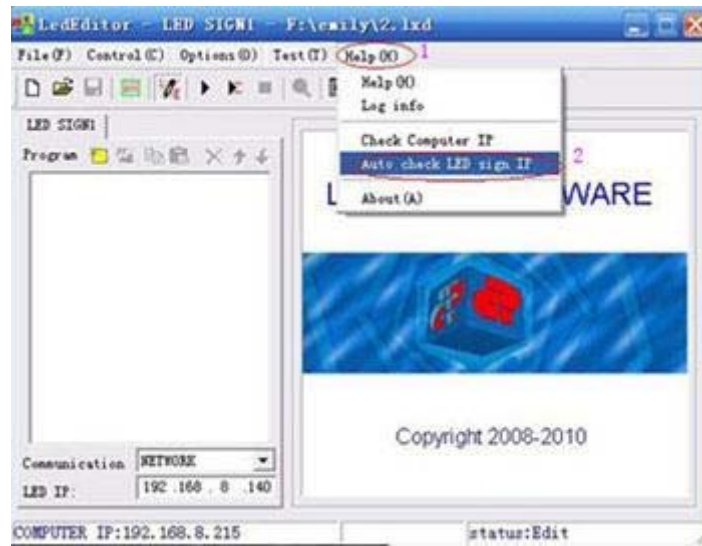 LedEditor - LED SIGN1 - F:\emily\2.lxd
File(F) Control(C) Options(O) Test(T) Help(H) 1
Help(H)
Log info
Check Computer IP
Auto check LED sign IP 2
About(A)
LED SIGN1
Program
L WARE
Copyright 2008-2010
Communication NETWORK
LED IP: 192 .168 . 8 .140
COMPUTER IP:192.168.8.215 status:Edit